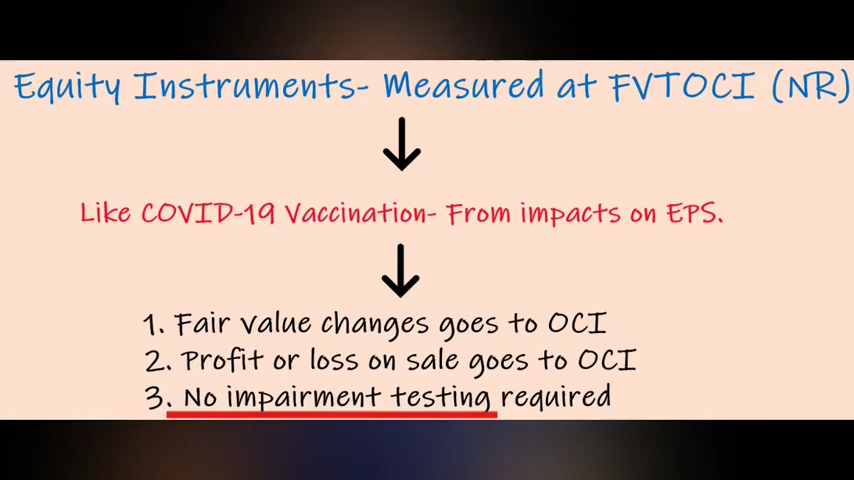 Equity Instruments- Measured at FVTOCI (NR)
Like COVID-19 Vaccination- From impacts on EPS.
1. Fair value changes goes to OCI
2. Profit or loss on sale goes to OCI
3. No impairment testing required